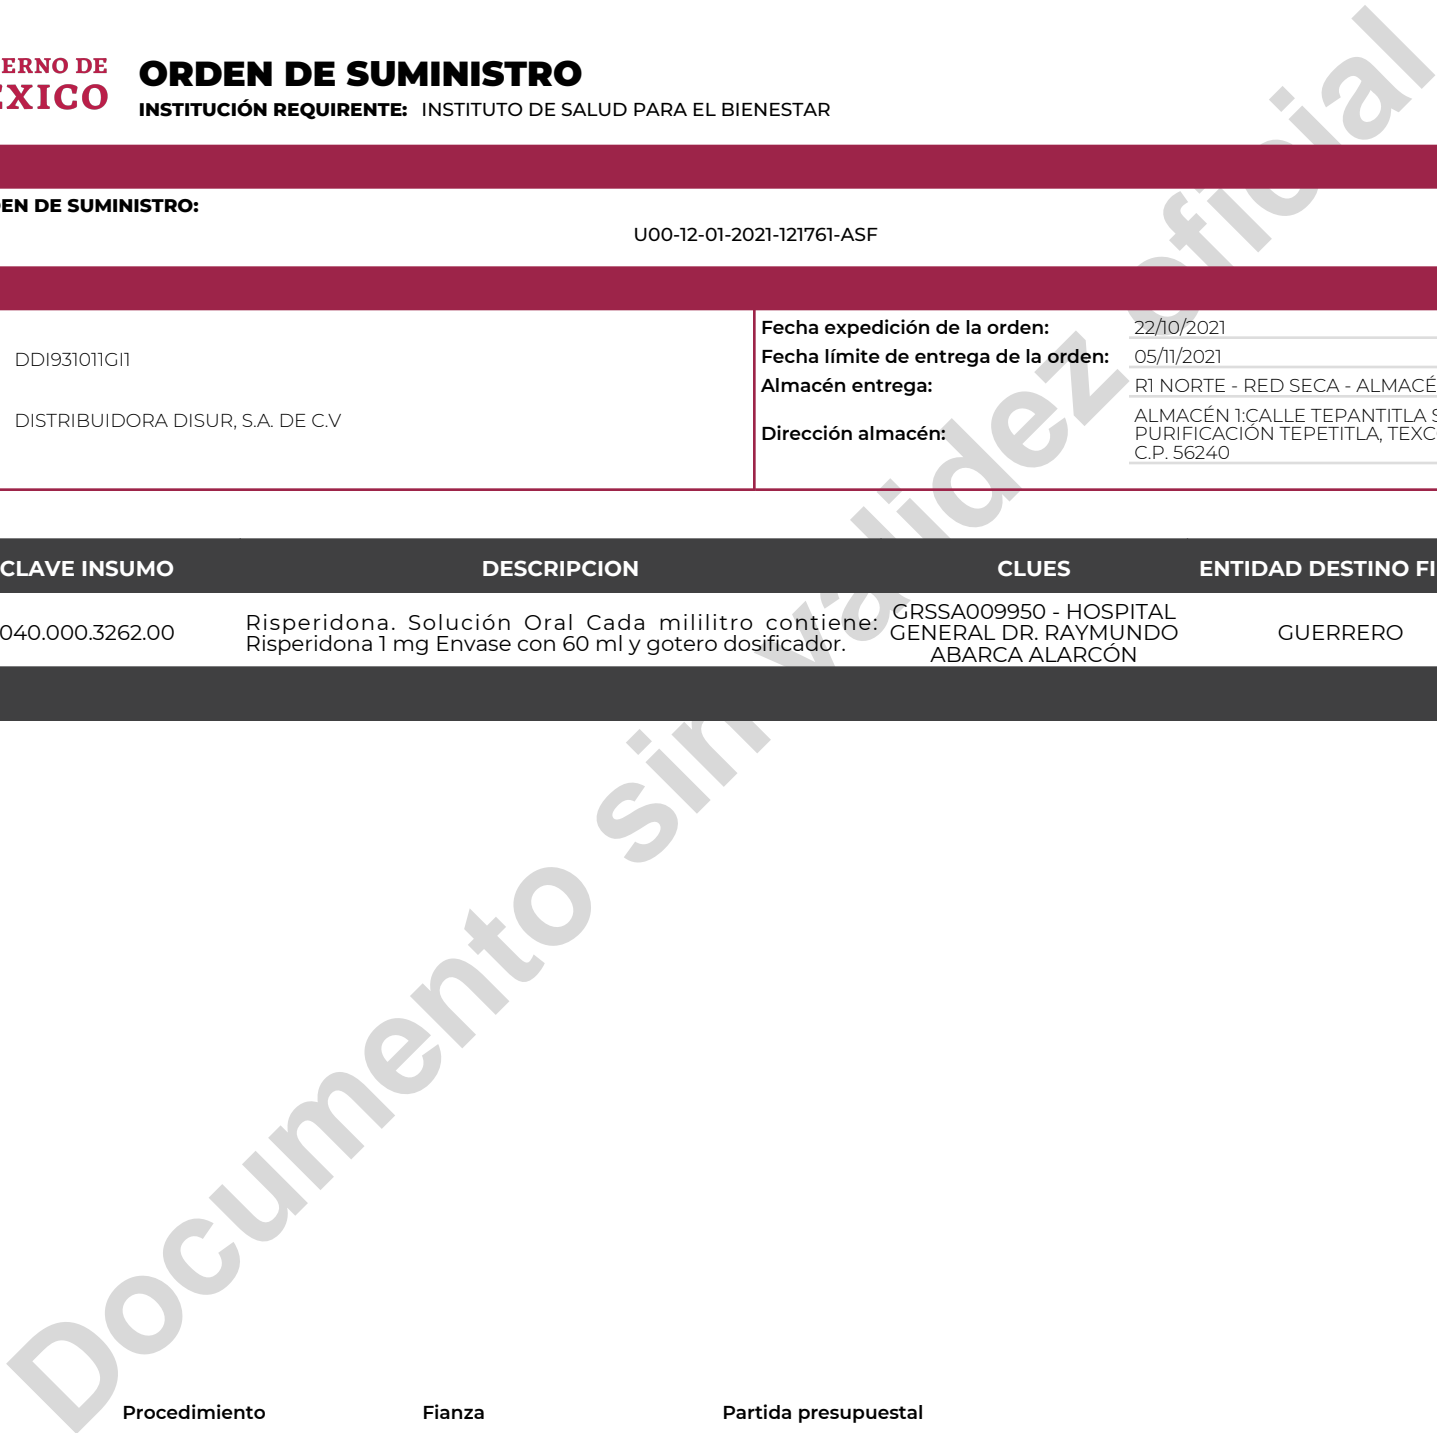 ERNO DE
EXICO
ORDEN DE SUMINISTRO
INSTITUCIÓN REQUIRENTE: INSTITUTO DE SALUD PARA EL BIENESTAR
EN DE SUMINISTRO:
U00-12-01-2021-121761-ASF
DDI931011GI1
DISTRIBUIDORA DISUR, S.A. DE C.V
Fecha expedición de la orden: 22/10/2021
Fecha límite de entrega de la orden: 05/11/2021
Almacén entrega: R1 NORTE - RED SECA - ALMACÉ
Dirección almacén:
ALMACÉN 1:CALLE TEPANTITLA S
PURIFICACIÓN TEPETITLA, TEXC
C.P. 56240
CLAVE INSUMO DESCRIPCION CLUES ENTIDAD DESTINO FI
040.000.3262.00
Risperidona. Solución Oral Cada mililitro contiene:
Risperidona 1 mg Envase con 60 ml y gotero dosificador.
GRSSA009950 - HOSPITAL
GENERAL DR. RAYMUNDO
ABARCA ALARCÓN
GUERRERO
Documento sin validez oficial
Procedimiento Fianza Partida presupuestal